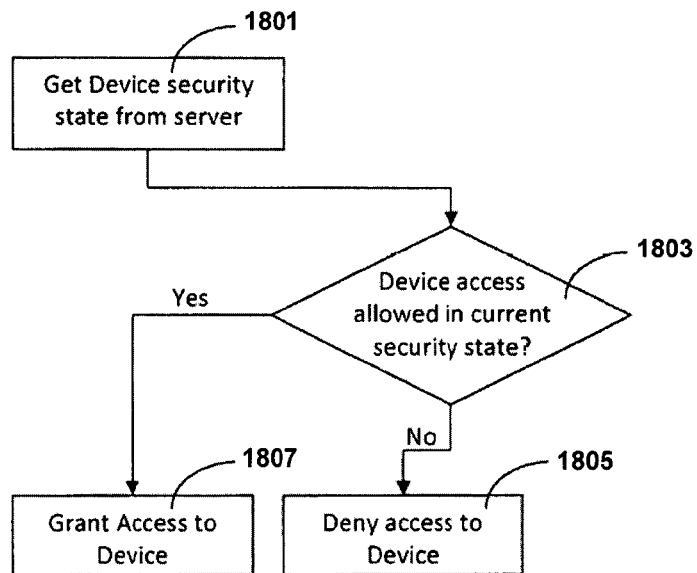 1801
Get Device security
state from server
1803
Device access
allowed in current
security state?
Yes
No
1807
1805
Grant Access to
Device
Deny access to
Device